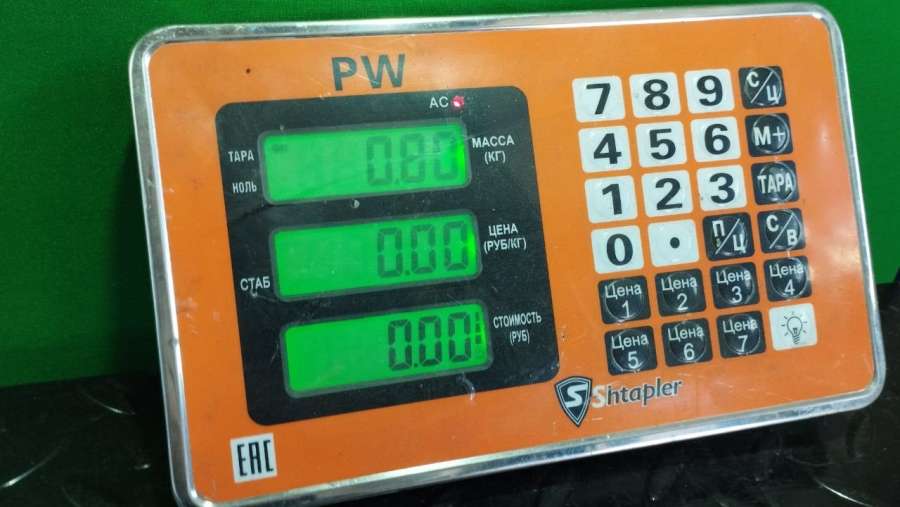 PW
AC
ТАРА
НОЛЬ
0.80
МАССА
(КГ)
0.00
ЦЕНА
(РУБ/КГ)
СТАБ
0.00
СТОИМОСТЬ
(РУБ)
7 8 9 С/Ц
4 5 6 М+
1 2 3 ТАРА
0 . П/Ц С/В
Цена 1 Цена 2 Цена 3 Цена 4
Цена 5 Цена 6 Цена 7
S Shtapler
EAC